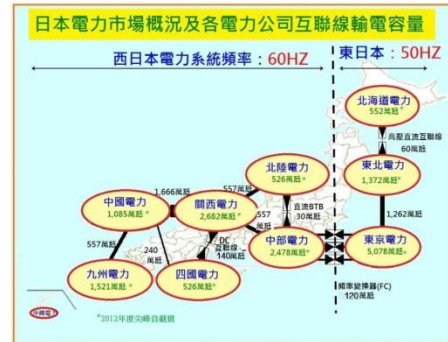 日本電力市場概況及各電力公司互聯線輸電容量
西日本電力系統頻率：60HZ
東日本：50HZ
北海道電力
552萬瓩*
高壓直流互聯線
60萬瓩
北陸電力
526萬瓩*
東北電力
1,372萬瓩*
1,666萬瓩
557萬瓩
中國電力
1,085萬瓩*
關西電力
2,682萬瓩*
直流BTB
30萬瓩
1,262萬瓩
557
萬瓩
DC
互聯線
140萬瓩
中部電力
2,478萬瓩*
東京電力
5,078萬瓩*
557萬瓩
240
萬瓩
九州電力
1,521萬瓩*
四國電力
526萬瓩*
頻率變換器(FC)
120萬瓩
沖繩電力
*2012年度尖峰負載值